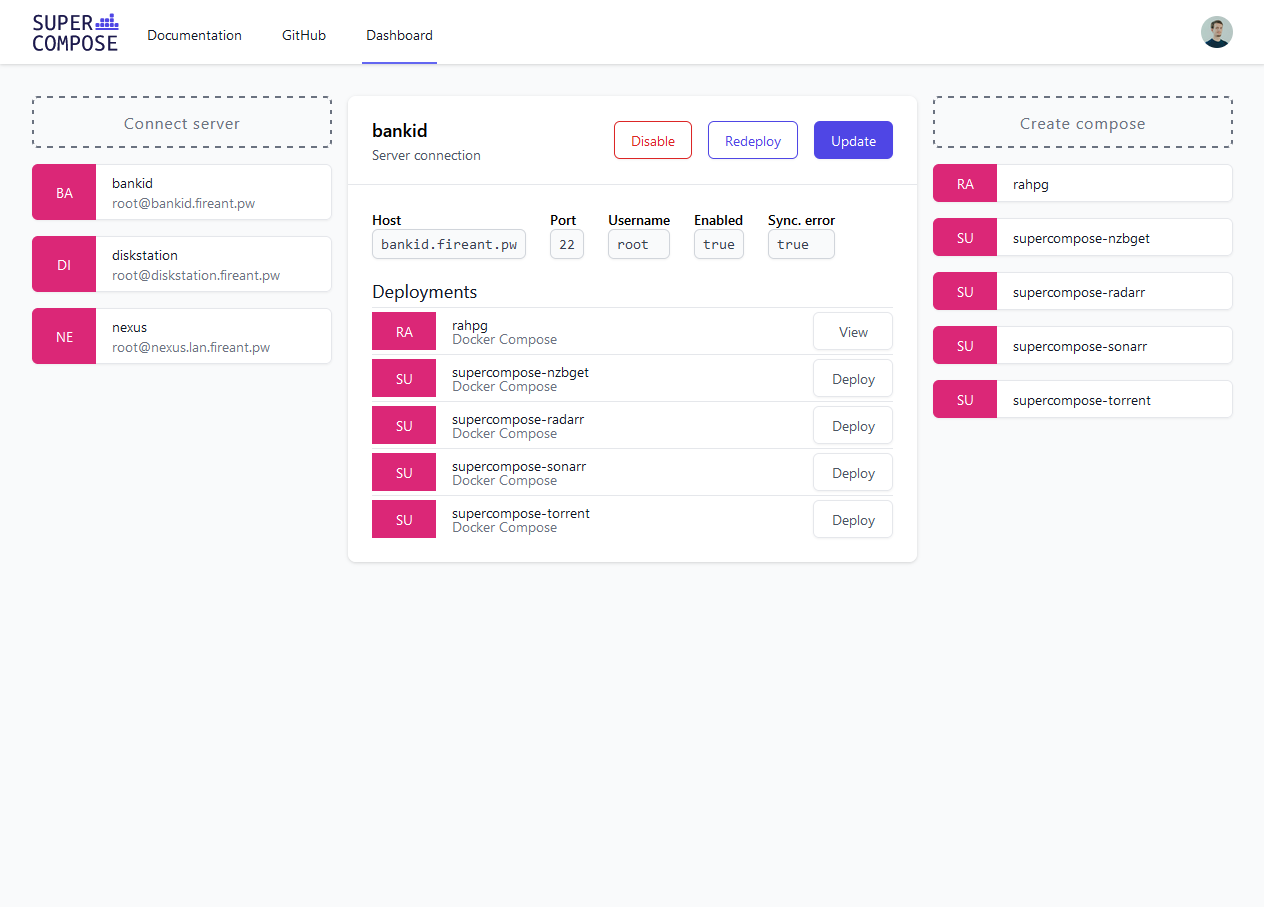 SUPER
COMPOSE
Documentation
GitHub
Dashboard
Connect server
BA
bankid
root@bankid.fireant.pw
DI
diskstation
root@diskstation.fireant.pw
NE
nexus
root@nexus.lan.fireant.pw
bankid
Server connection
Disable
Redeploy
Update
Host
bankid.fireant.pw
Port
22
Username
root
Enabled
true
Sync. error
true
Deployments
RA
rahpg
Docker Compose
View
SU
supercompose-nzbget
Docker Compose
Deploy
SU
supercompose-radarr
Docker Compose
Deploy
SU
supercompose-sonarr
Docker Compose
Deploy
SU
supercompose-torrent
Docker Compose
Deploy
Create compose
RA
rahpg
SU
supercompose-nzbget
SU
supercompose-radarr
SU
supercompose-sonarr
SU
supercompose-torrent